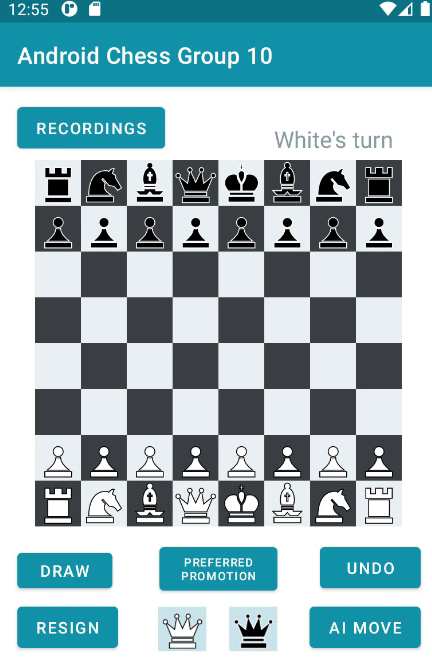 12:55
Android Chess Group 10
RECORDINGS
White's turn
DRAW
PREFERRED
PROMOTION
UNDO
RESIGN
AI MOVE